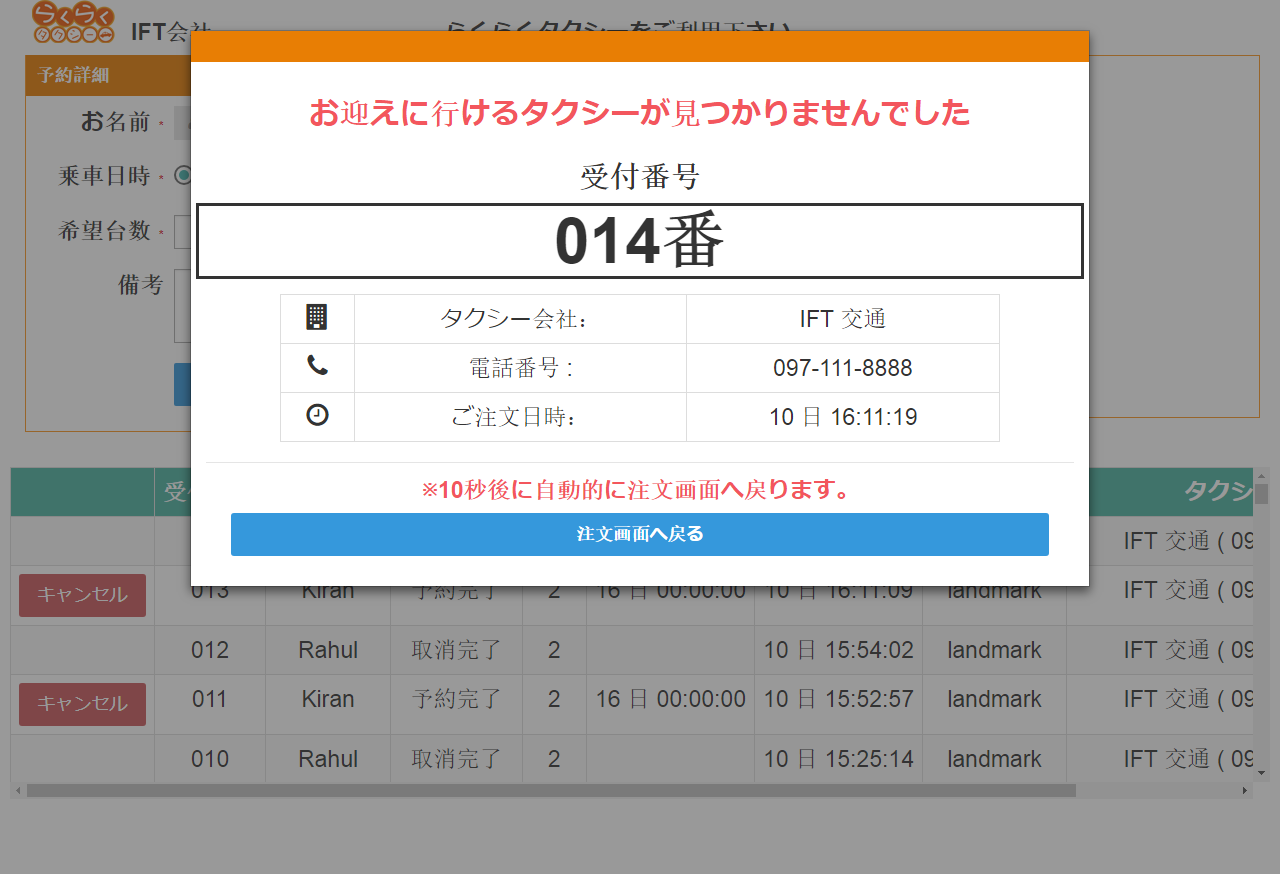 らくらく
タクシー
IFT会社
らくらくタクシーをご利用下さい
予約詳細
お迎えに行けるタクシーが見つかりませんでした
お名前 *
乗車日時 *
受付番号
希望台数 *
014番
備考
タクシー会社:
IFT 交通
電話番号 :
097-111-8888
ご注文日時:
10 日 16:11:19
※10秒後に自動的に注文画面へ戻ります。
注文画面へ戻る
IFT 交通 ( 09
キャンセル 013 Kiran 予約完了 2 16 日 00:00:00 10 日 16:11:09 landmark IFT 交通 ( 09
012 Rahul 取消完了 2 10 日 15:54:02 landmark IFT 交通 ( 09
キャンセル 011 Kiran 予約完了 2 16 日 00:00:00 10 日 15:52:57 landmark IFT 交通 ( 09
010 Rahul 取消完了 2 10 日 15:25:14 landmark IFT 交通 ( 09